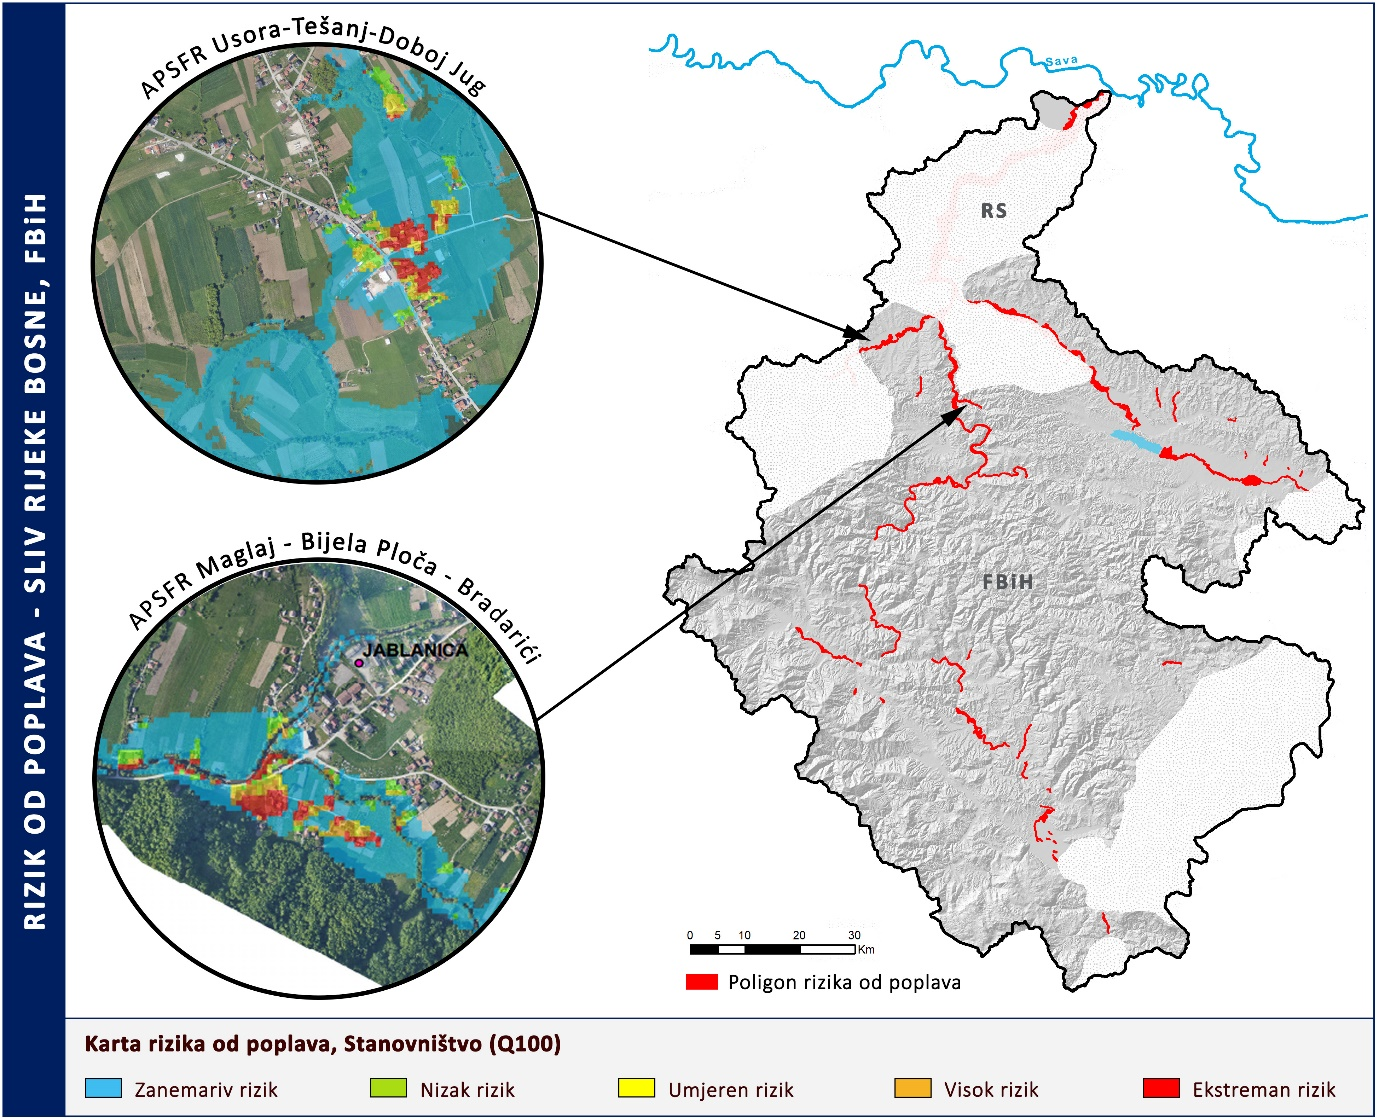 RIZIK OD POPLAVA - SLIV RIJEKE BOSNE, FBiH
APSFR Usora-Tešanj-Doboj Jug
Sava
RS
APSFR Maglaj - Bijela Ploča - Bradarići
JABLANICA
FBiH
0 5 10 20 30
Km
Poligon rizika od poplava
Karta rizika od poplava, Stanovništvo (Q100)
Zanemariv rizik Nizak rizik Umjeren rizik Visok rizik Ekstreman rizik